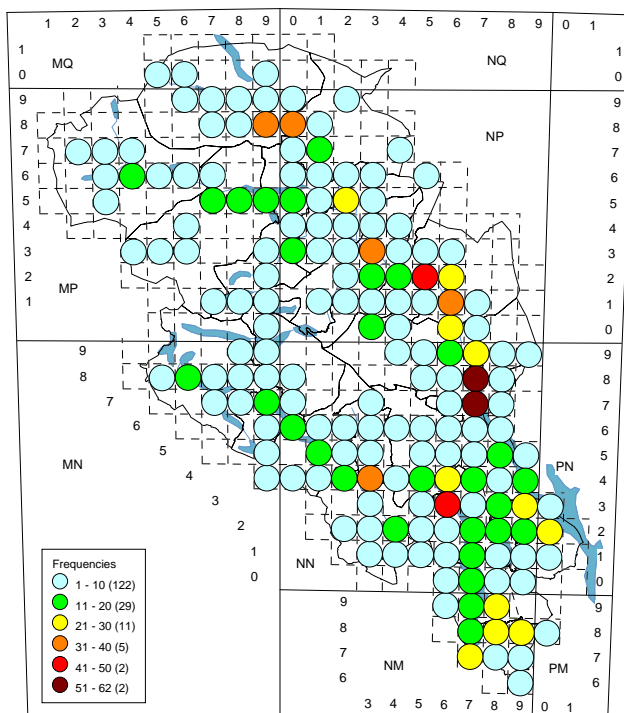 1 2 3 4 5 6 7 8 9 0 1 2 3 4 5 6 7 8 9 0 1
1 1
0 MQ NQ 0
9 9
8 NP 8
7 7
6 6
5 5
4 4
3 3
2 2
1 MP 1
0 0
9 9
8 8
7 7
6 6
5 PN 5
MN 4 4
3 3
2 2
1 1
0 NN 0
9 9
8 8
7 NM PM 7
6 6
3 4 5 6 7 8 9 0 1
Frequencies
1 - 10 (122)
11 - 20 (29)
21 - 30 (11)
31 - 40 (5)
41 - 50 (2)
51 - 62 (2)